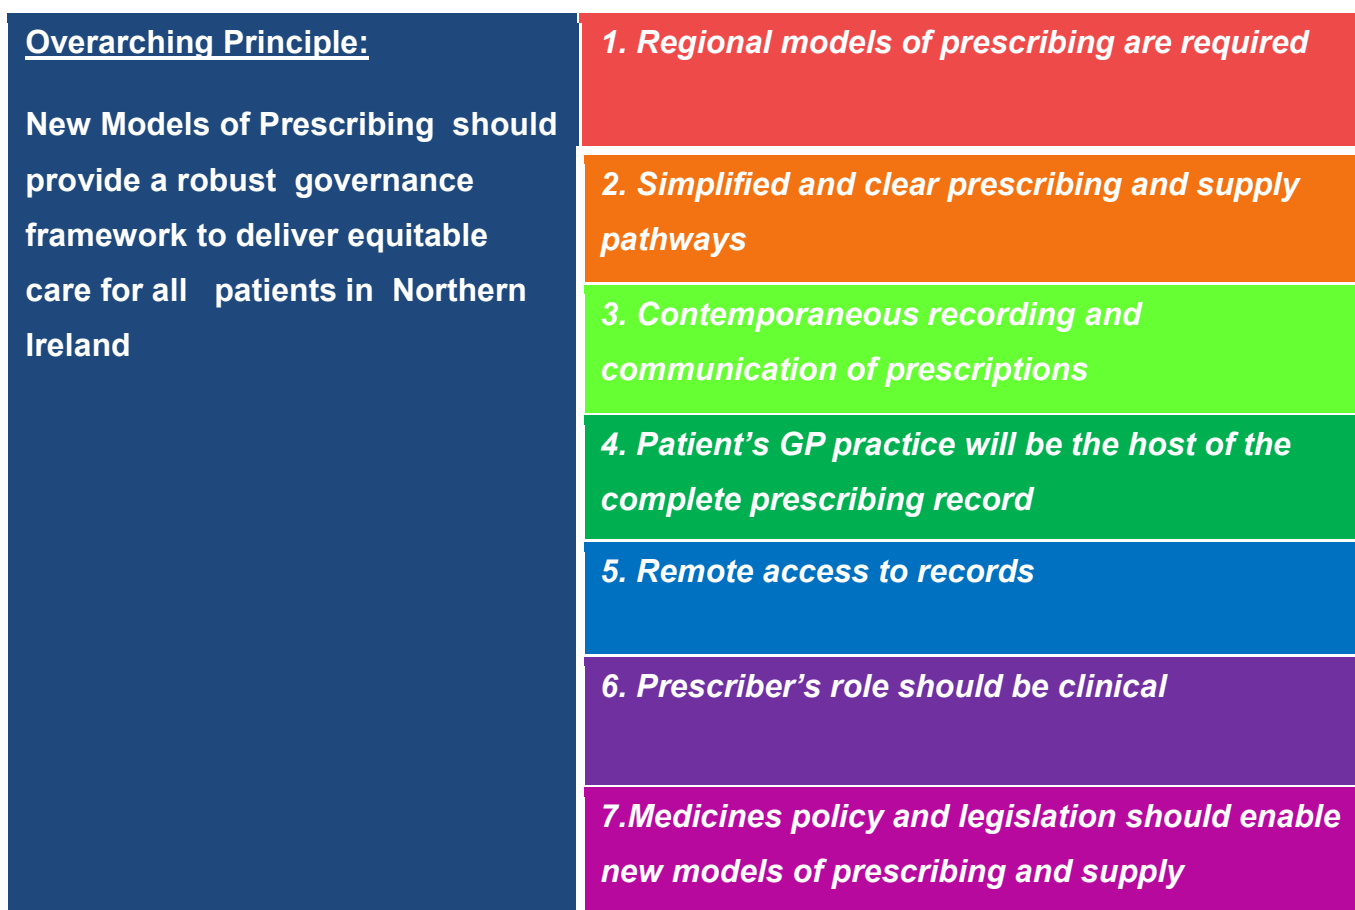 Overarching Principle:
New Models of Prescribing should
provide a robust governance
framework to deliver equitable
care for all patients in Northern
Ireland
1. Regional models of prescribing are required
2. Simplified and clear prescribing and supply
pathways
3. Contemporaneous recording and
communication of prescriptions
4. Patient’s GP practice will be the host of the
complete prescribing record
5. Remote access to records
6. Prescriber’s role should be clinical
7.Medicines policy and legislation should enable
new models of prescribing and supply